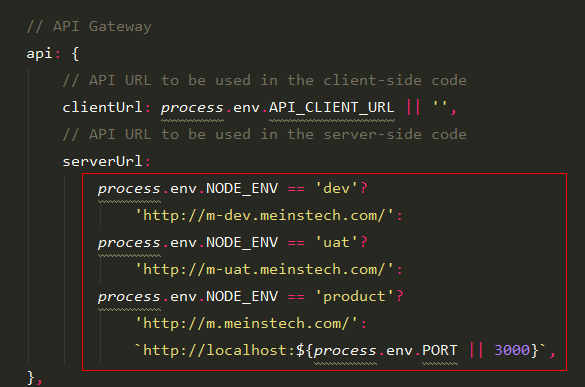 // API Gateway
api: {
// API URL to be used in the client-side code
clientUrl: process.env.API_CLIENT_URL || '',
// API URL to be used in the server-side code
serverUrl:
process.env.NODE_ENV == 'dev'?
'http://m-dev.meinstech.com/':
process.env.NODE_ENV == 'uat'?
'http://m-uat.meinstech.com/':
process.env.NODE_ENV == 'product'?
'http://m.meinstech.com/':
`http://localhost:${process.env.PORT || 3000}`,
},